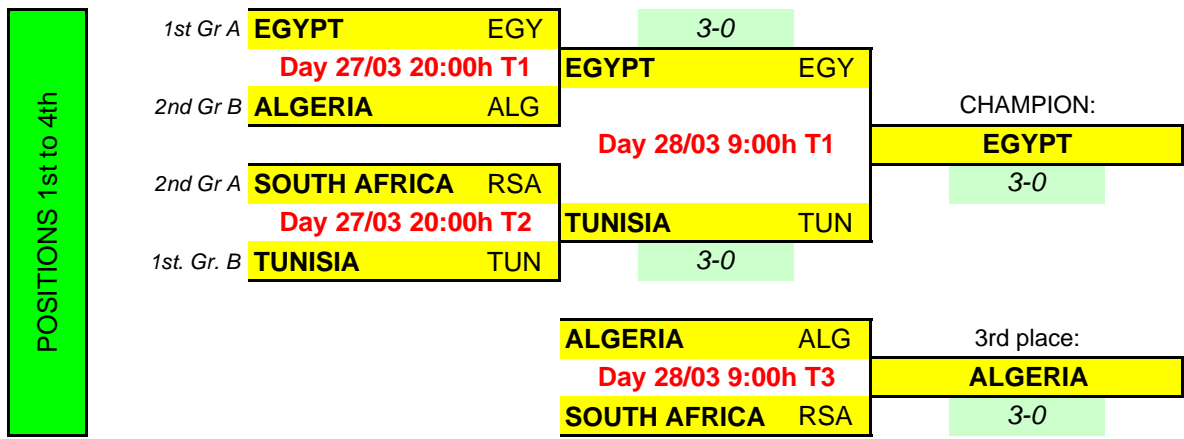 POSITIONS 1st to 4th
1st Gr A EGYPT EGY 3-0
Day 27/03 20:00h T1 EGYPT EGY
2nd Gr B ALGERIA ALG CHAMPION:
Day 28/03 9:00h T1 EGYPT
2nd Gr A SOUTH AFRICA RSA 3-0
Day 27/03 20:00h T2 TUNISIA TUN
1st. Gr. B TUNISIA TUN 3-0
ALGERIA ALG 3rd place:
Day 28/03 9:00h T3 ALGERIA
SOUTH AFRICA RSA 3-0